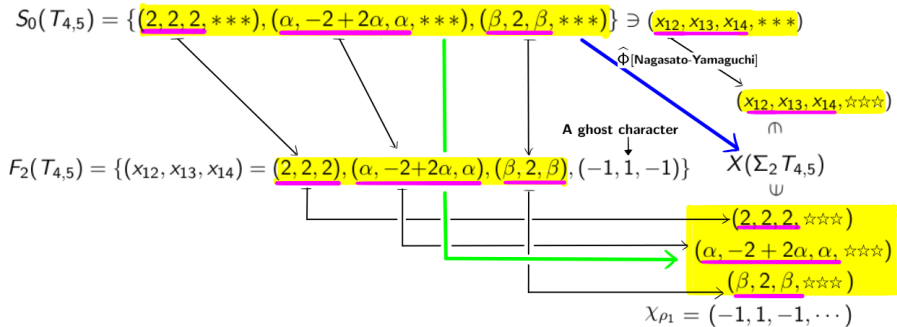 S₀(T₄,₅) = {(2, 2, 2, ∗∗∗), (α, −2 + 2α, α, ∗∗∗), (β, 2, β, ∗∗∗)} ∋ (x₁₂, x₁₃, x₁₄, ∗∗∗)
Φ̂[Nagasato-Yamaguchi]
(x₁₂, x₁₃, x₁₄, ☆☆☆)
∈
A ghost character
F₂(T₄,₅) = {(x₁₂, x₁₃, x₁₄) = (2, 2, 2), (α, −2+2α, α), (β, 2, β), (−1, 1, −1)}
X(Σ₂T₄,₅)
∈
(2, 2, 2, ☆☆☆)
(α, −2 + 2α, α, ☆☆☆)
(β, 2, β, ☆☆☆)
χ_ρ₁ = (−1, 1, −1, ⋯)